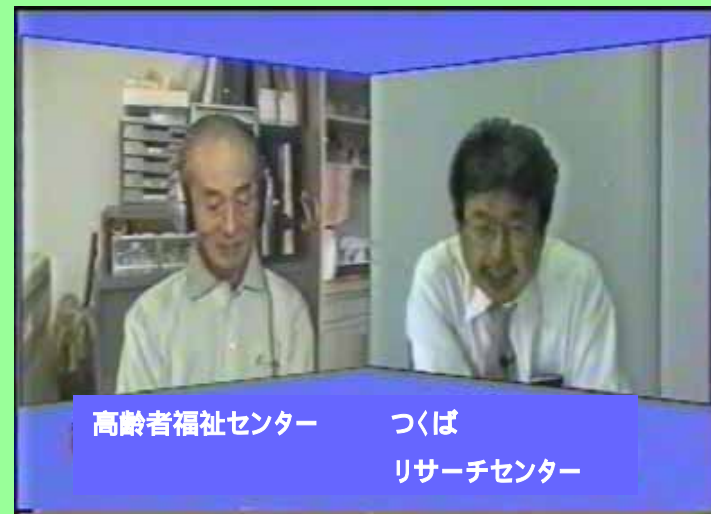 高齢者福祉センター
つくば
リサーチセンター